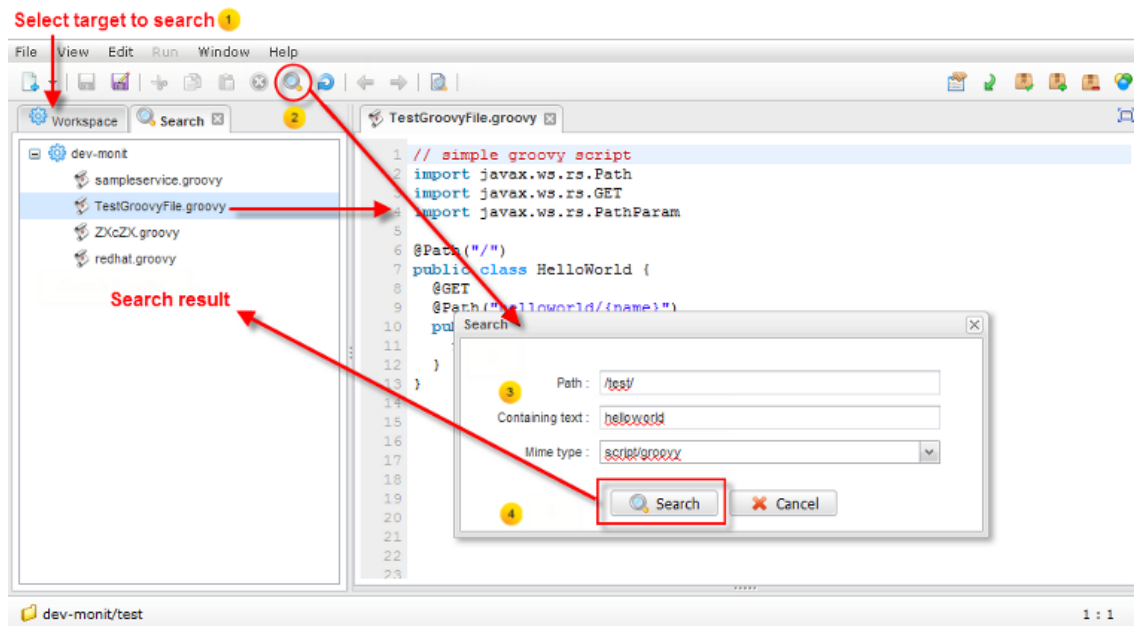 Select target to search 1
File View Edit Run Window Help
Workspace Search 2 TestGroovyFile.groovy
dev-monit
sampleservice.groovy
TestGroovyFile.groovy
ZXcZX.groovy
redhat.groovy
Search result
1 // simple groovy script
2 import javax.ws.rs.Path
3 import javax.ws.rs.GET
4 import javax.ws.rs.PathParam
5
6 @Path("/")
7 public class HelloWorld {
8 @GET
9 @Path("helloworld/{name}")
10 pu
11
12 }
13 }
14
15
16
17
18
19
20
21
22
23
Search
3 Path : /test/
Containing text : helloworld
Mime type : script/groovy
4 Search Cancel
dev-monit/test 1 : 1